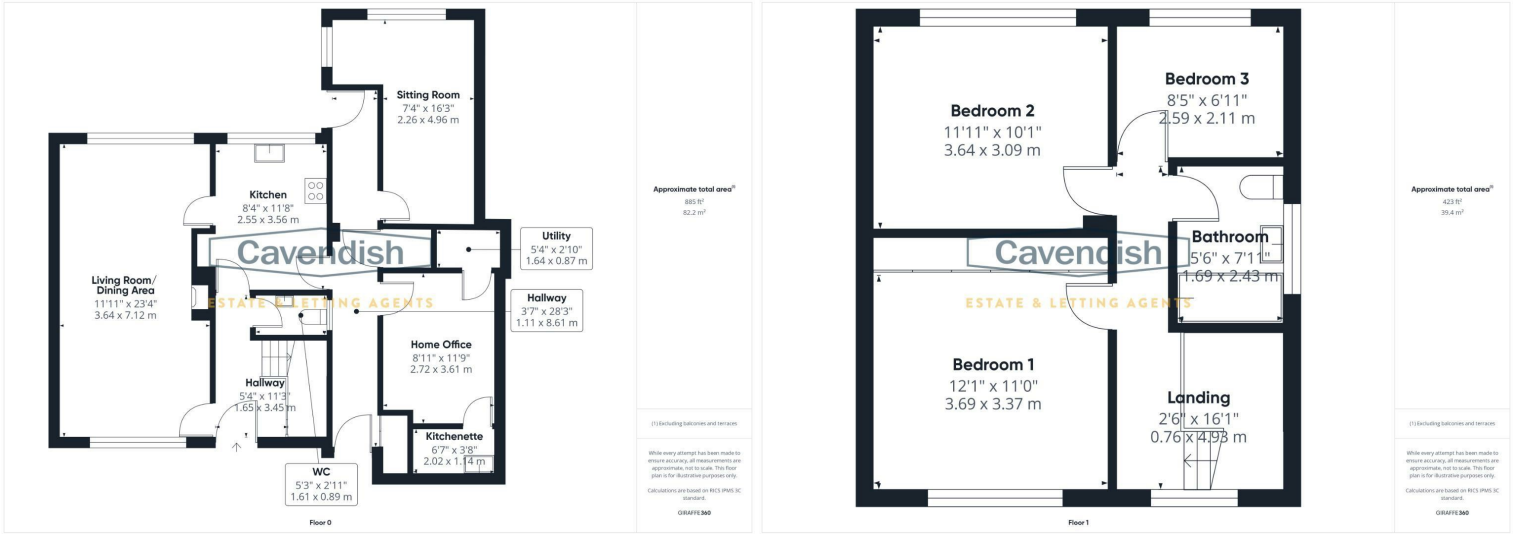 Sitting Room
7'4" x 16'3"
2.26 x 4.96 m
Kitchen
8'4" x 11'8"
2.55 x 3.56 m
Utility
5'4" x 2'10"
1.64 x 0.87 m
Cavendish
ESTATE & LETTING AGENTS
Living Room/
Dining Area
11'11" x 23'4"
3.64 x 7.12 m
Hallway
3'7" x 28'3"
1.11 x 8.61 m
Home Office
8'11" x 11'9"
2.72 x 3.61 m
Hallway
5'4" x 11'3"
1.65 x 3.45 m
Kitchenette
6'7" x 3'8"
2.02 x 1.14 m
WC
5'3" x 2'11"
1.61 x 0.89 m
Floor 0
Approximate total area(1)
885 ft²
82.2 m²
(1) Excluding balconies and terraces
While every attempt has been made to
ensure accuracy, all measurements are
approximate, not to scale. This floor
plan is for illustrative purposes only.
Calculations are based on RICS IPMS 3C
standard.
GIRAFFE360
Bedroom 2
11'11" x 10'1"
3.64 x 3.09 m
Bedroom 3
8'5" x 6'11"
2.59 x 2.11 m
Bathroom
5'6" x 7'11"
1.69 x 2.43 m
Cavendish
ESTATE & LETTING AGENTS
Bedroom 1
12'1" x 11'0"
3.69 x 3.37 m
Landing
2'6" x 16'1"
0.76 x 4.93 m
Floor 1
Approximate total area(1)
423 ft²
39.4 m²
(1) Excluding balconies and terraces
While every attempt has been made to
ensure accuracy, all measurements are
approximate, not to scale. This floor
plan is for illustrative purposes only.
Calculations are based on RICS IPMS 3C
standard.
GIRAFFE360